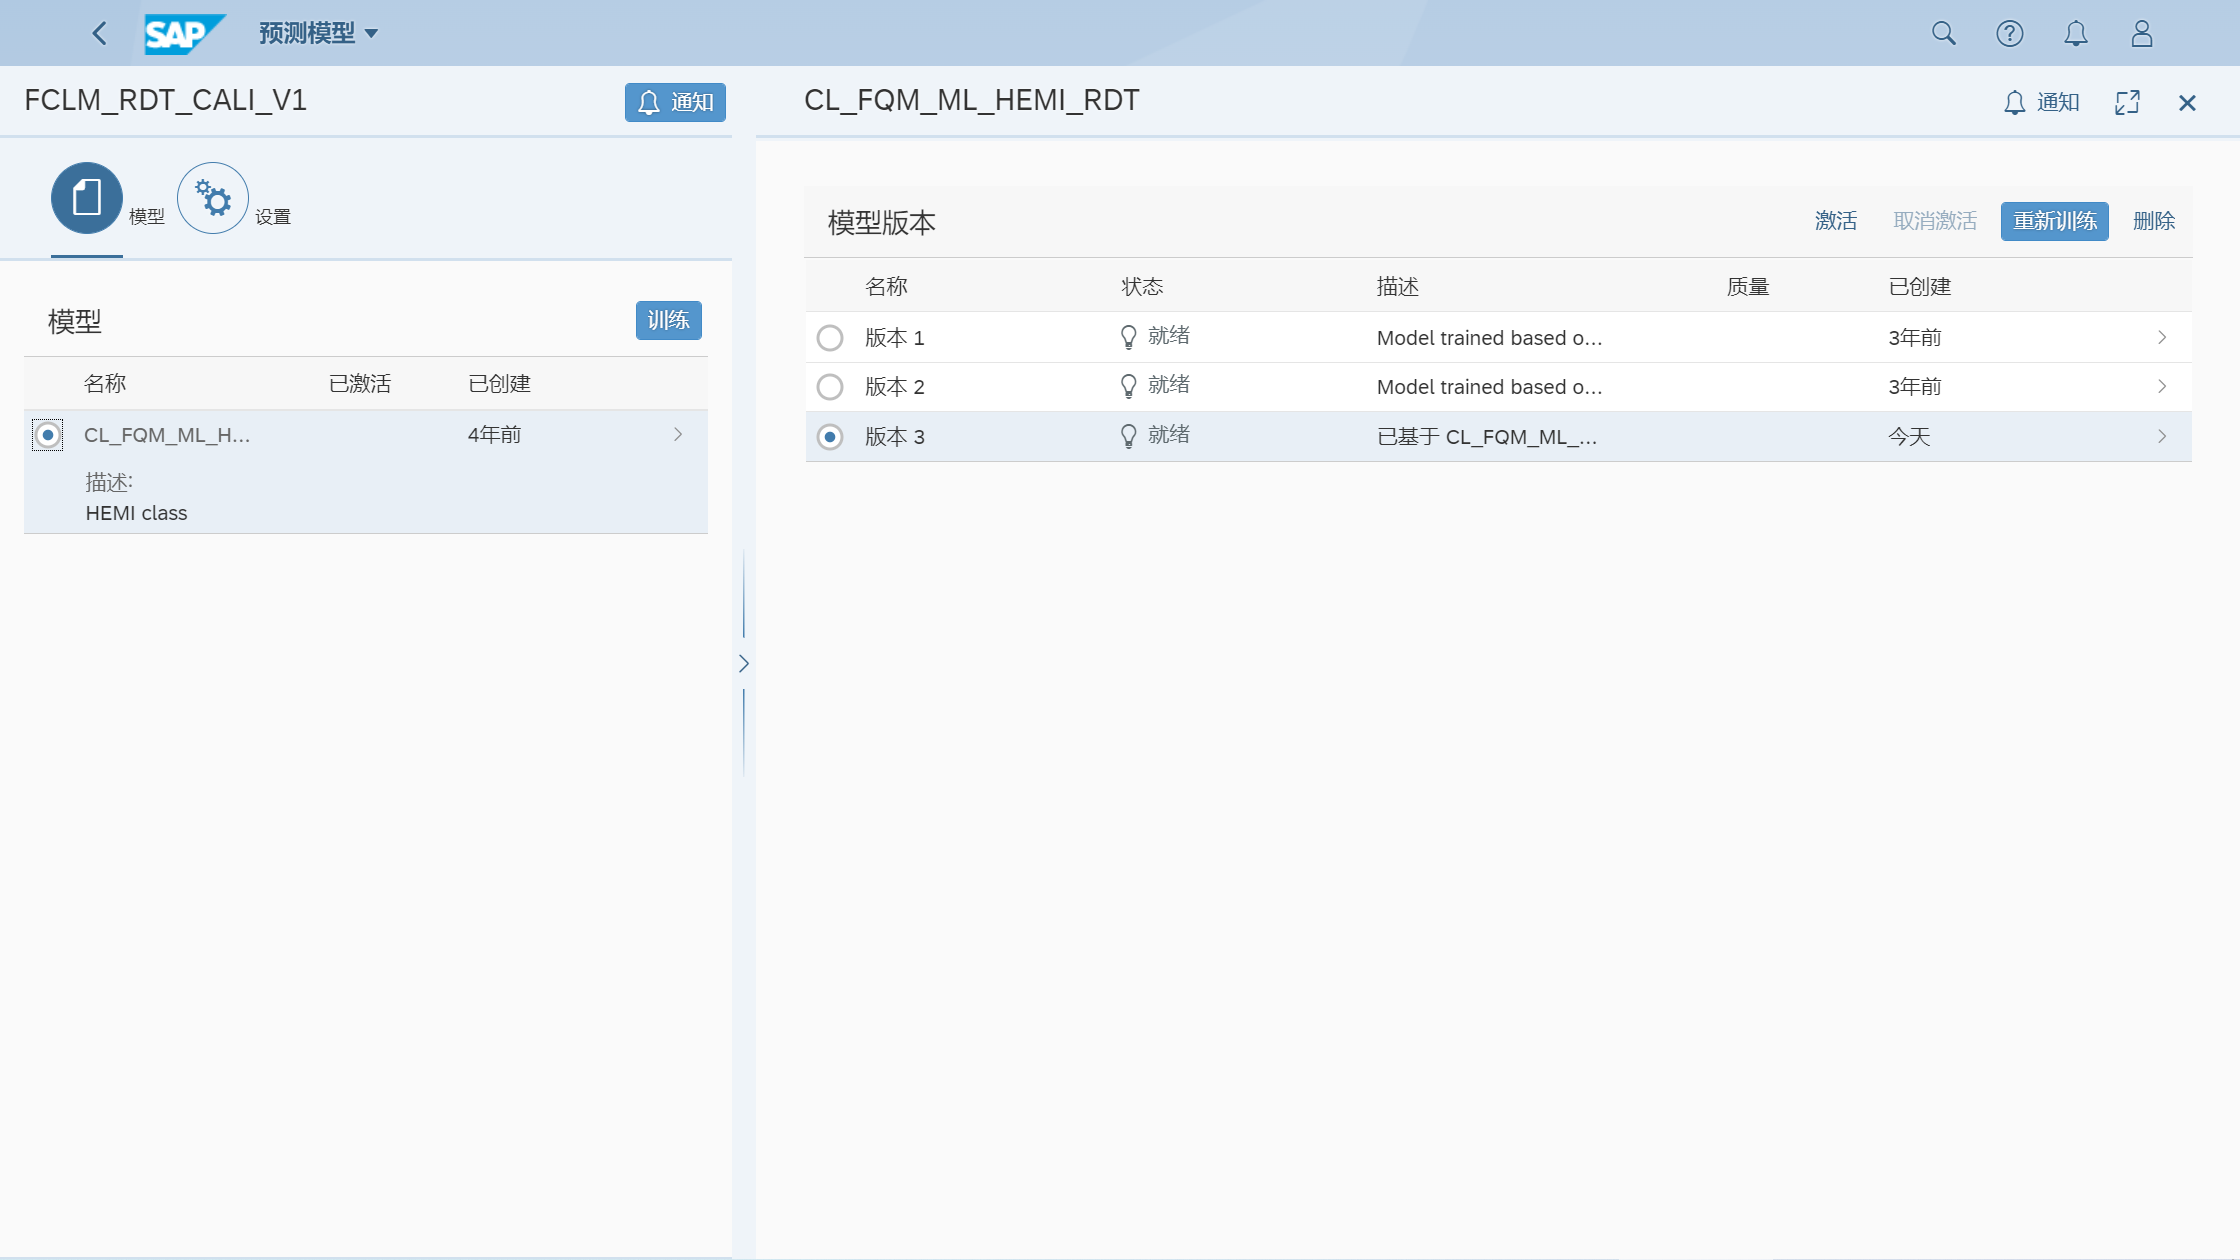 SAP 预测模型
FCLM_RDT_CALI_V1
通知
模型
设置
模型
训练
名称 已激活 已创建
CL_FQM_ML_H... 4年前
描述:
HEMI class
CL_FQM_ML_HEMI_RDT
通知
模型版本
激活 取消激活 重新训练 删除
名称 状态 描述 质量 已创建
版本 1 就绪 Model trained based o... 3年前
版本 2 就绪 Model trained based o... 3年前
版本 3 就绪 已基于 CL_FQM_ML_... 今天